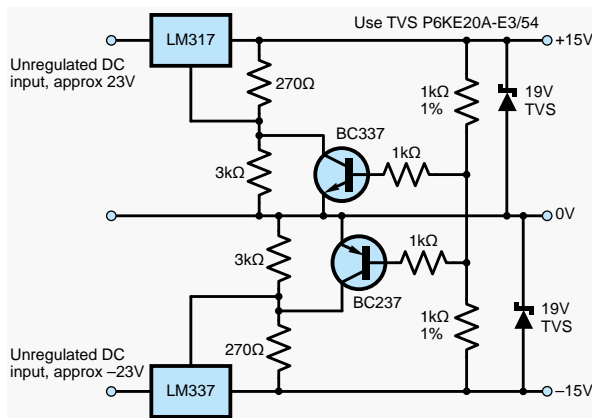 Use TVS P6KE20A-E3/54
LM317
+15V
Unregulated DC
input, approx 23V
270Ω
1kΩ
1%
19V
TVS
BC337
1kΩ
3kΩ
0V
3kΩ
1kΩ
BC237
1kΩ
1%
19V
TVS
270Ω
Unregulated DC
input, approx –23V
LM337
–15V